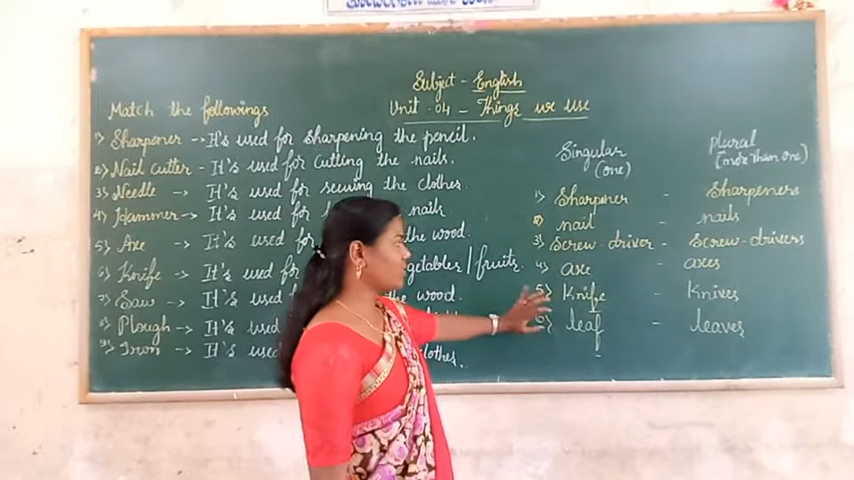 Subject - English
Unit - 04 - Things we use
Match the followings
1) Sharpener - It's used for sharpening the pencil.
2) Nail cutter - It's used for cutting the nails.
3) Needle - It's used for sewing the clothes.
4) Hammer - It's used for nails.
5) Axe - It's used for the wood.
6) Knife - It's used for vegetables / fruits.
7) Saw - It's used the wood.
8) Plough - It's used
9) Iron - It's used clothes.
Singular Plural
(one) (more than one)
1) Sharpener - Sharpeners
2) nail - nails
3) Screw-driver - Screw-drivers
4) axe - axes
5) Knife - Knives
6) leaf - leaves